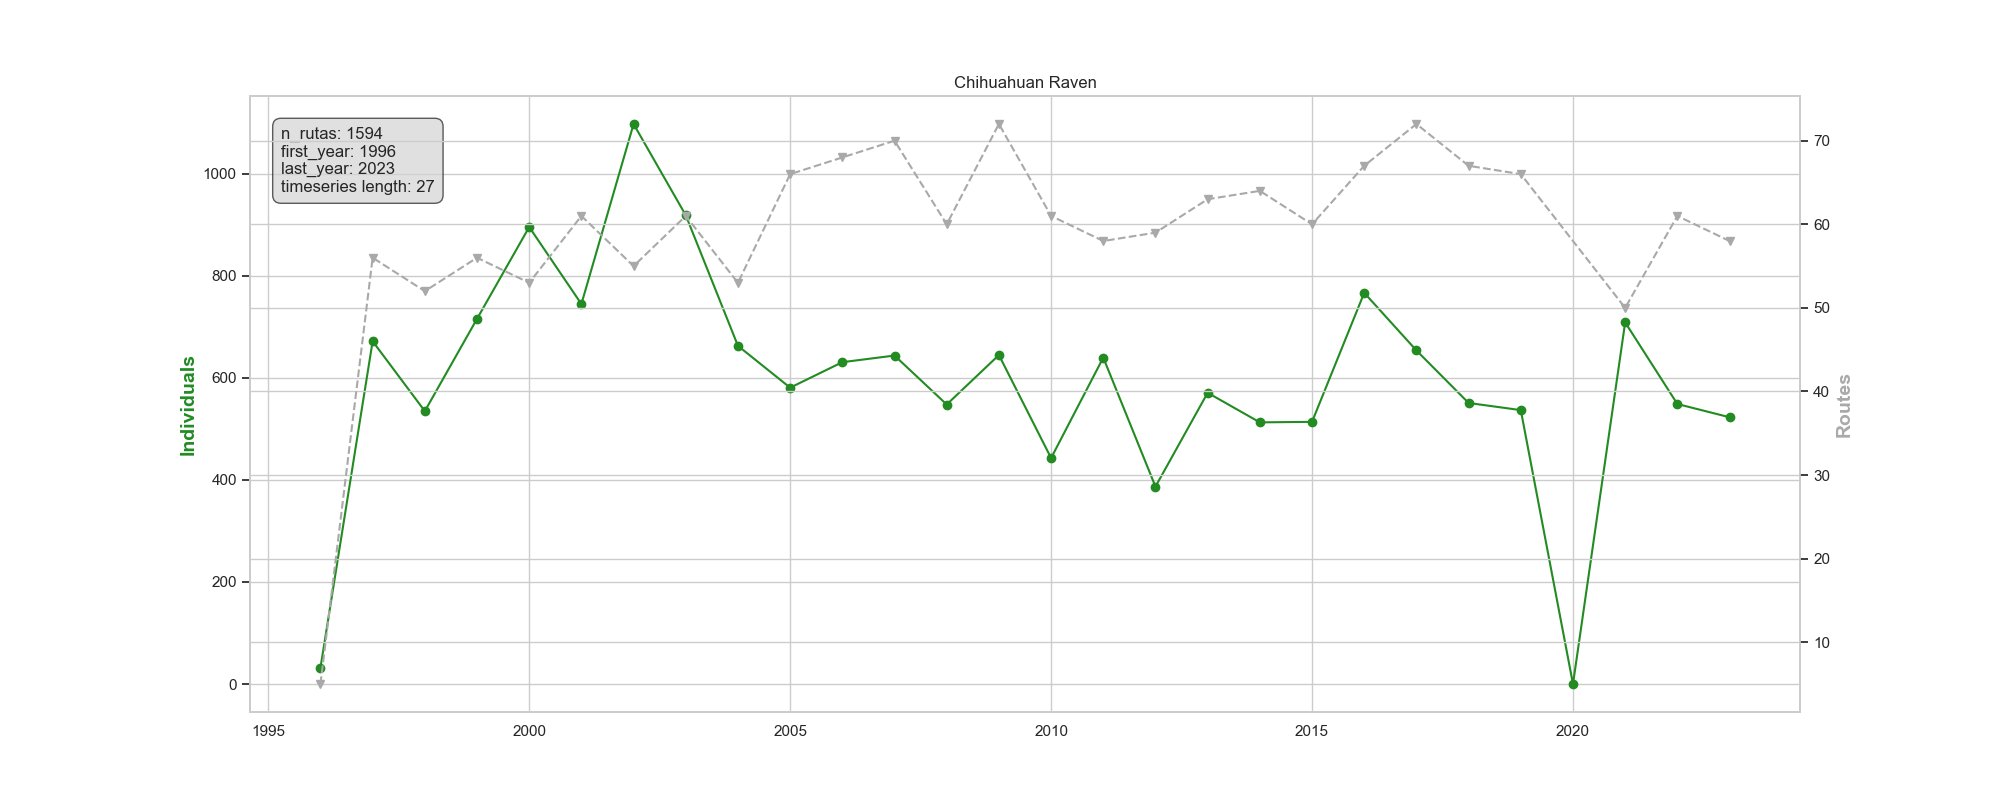 Chihuahuan Raven
n_rutas: 1594
first_year: 1996
last_year: 2023
timeseries length: 27
Individuals
1000
800
600
400
200
0
70
60
50
40
30
20
10
Routes
1995
2000
2005
2010
2015
2020